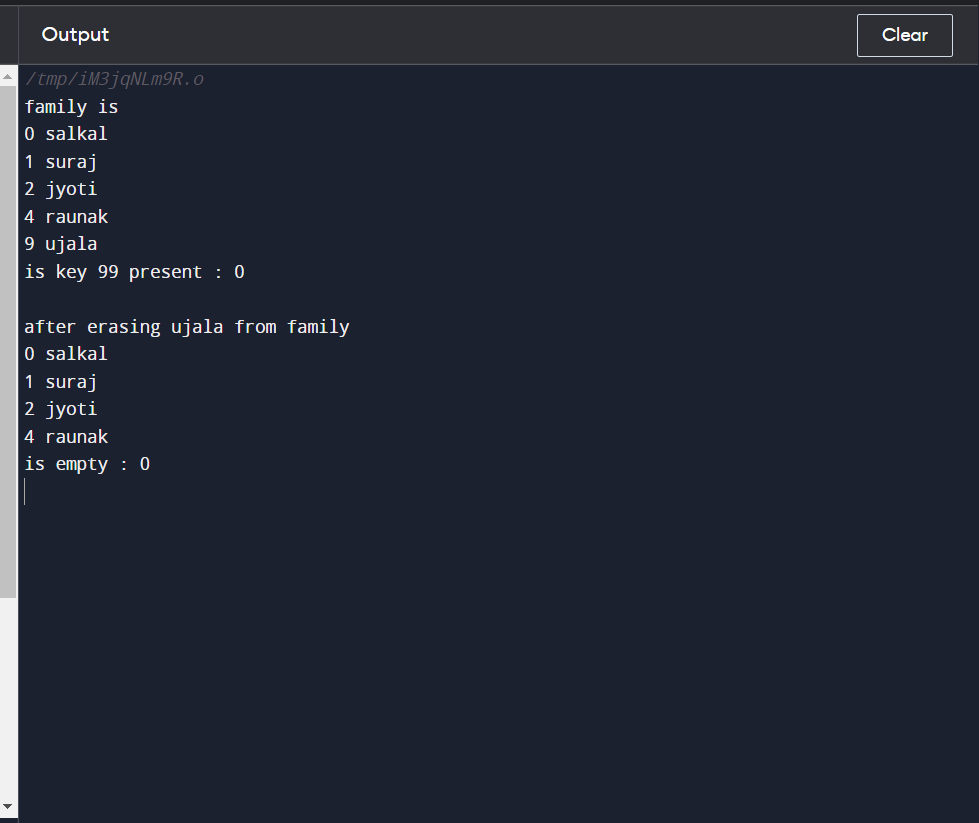 Output
Clear
/tmp/iM3jqNLm9R.o
family is
0 salkal
1 suraj
2 jyoti
4 raunak
9 ujala
is key 99 present : 0
after erasing ujala from family
0 salkal
1 suraj
2 jyoti
4 raunak
is empty : 0